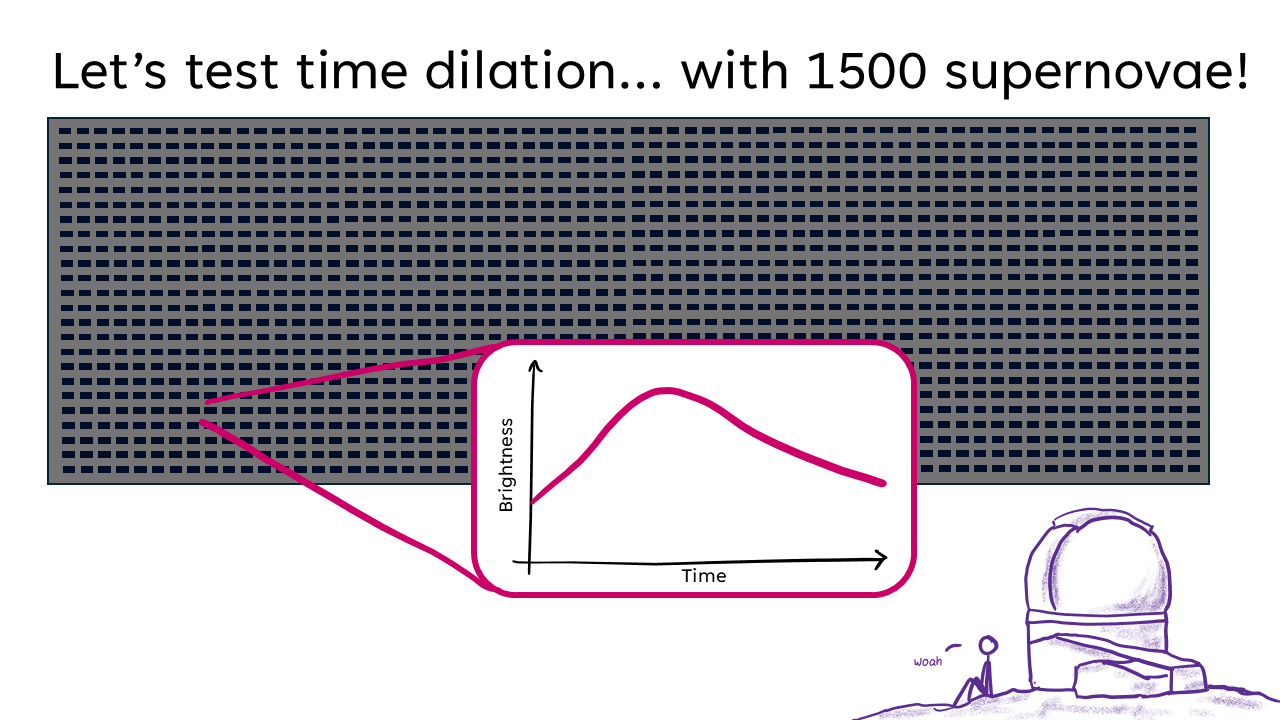 Let's test time dilation... with 1500 supernovae!
Brightness
Time
woah